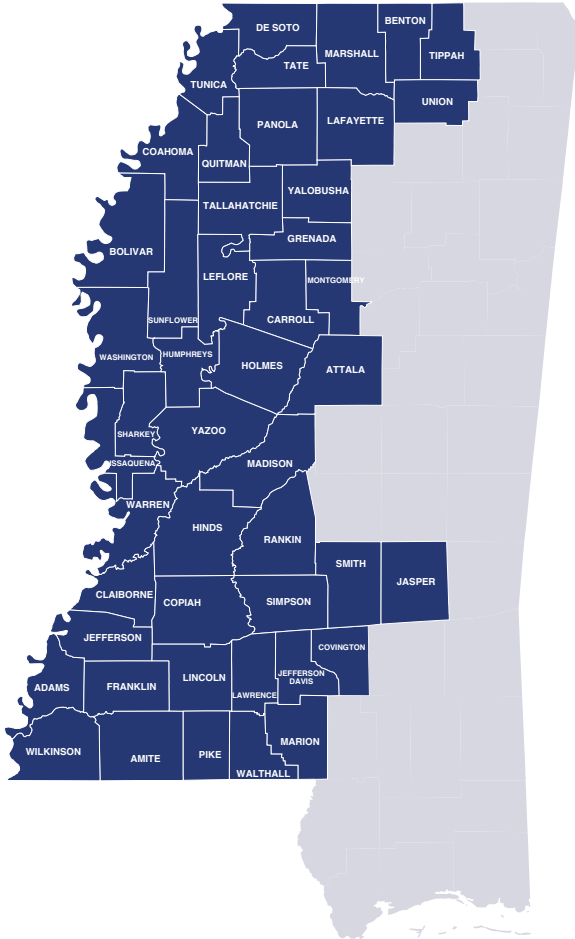 BENTON
DE SOTO
MARSHALL
TIPPAH
TATE
TUNICA
UNION
PANOLA
LAFAYETTE
COAHOMA
QUITMAN
YALOBUSHA
TALLAHATCHIE
GRENADA
BOLIVAR
LEFLORE
MONTGOMERY
SUNFLOWER
CARROLL
WASHINGTON
HUMPHREYS
HOLMES
ATTALA
SHARKEY
YAZOO
ISSAQUENA
MADISON
WARREN
HINDS
RANKIN
SMITH
JASPER
CLAIBORNE
COPIAH
SIMPSON
JEFFERSON
COVINGTON
ADAMS
FRANKLIN
LINCOLN
JEFFERSON
DAVIS
LAWRENCE
WILKINSON
AMITE
PIKE
MARION
WALTHALL